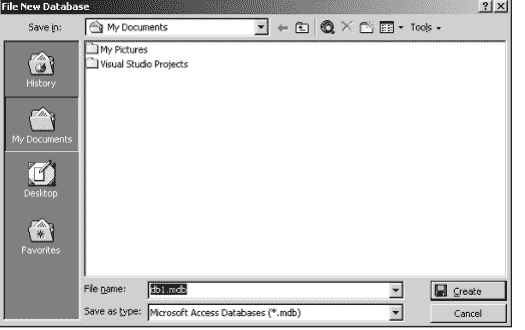 File New Database
Save in: My Documents Tools
My Pictures
Visual Studio Projects
History
My Documents
Desktop
Favorites
File name: db1.mdb Create
Save as type: Microsoft Access Databases (*.mdb) Cancel